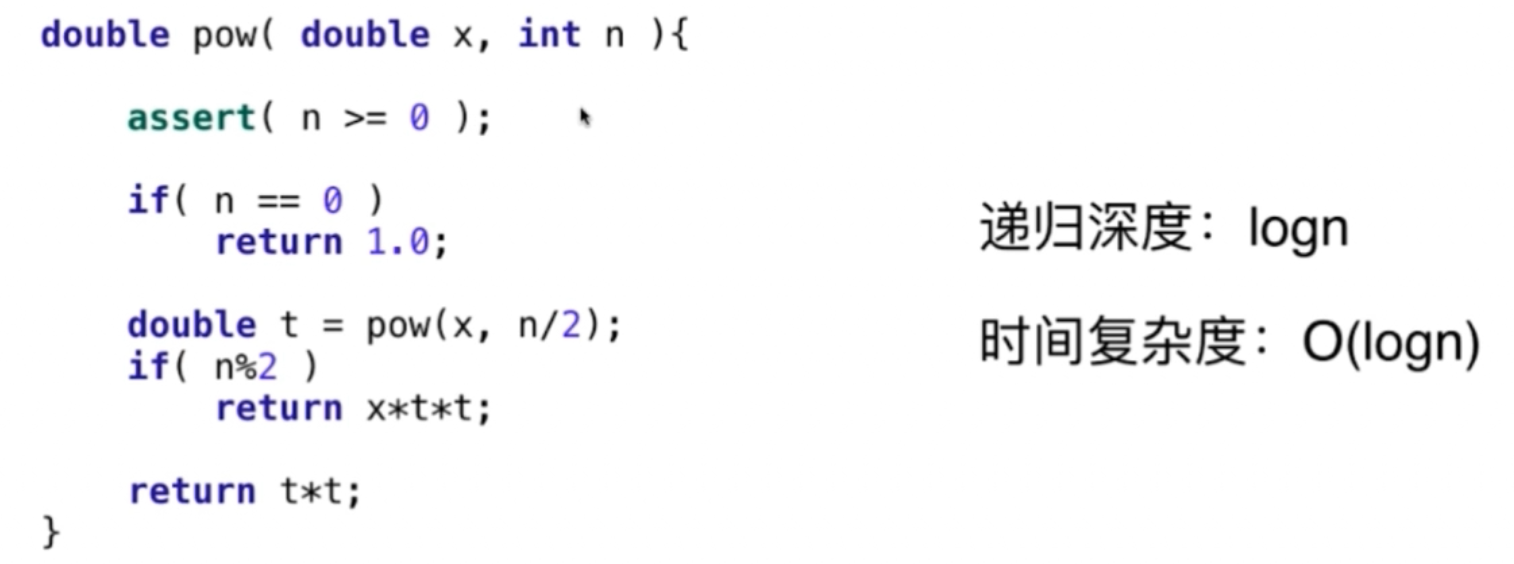 double pow( double x, int n ){
assert( n >= 0 );
if( n == 0 )
return 1.0;
double t = pow(x, n/2);
if( n%2 )
return x*t*t;
return t*t;
}
递归深度：logn
时间复杂度：O(logn)